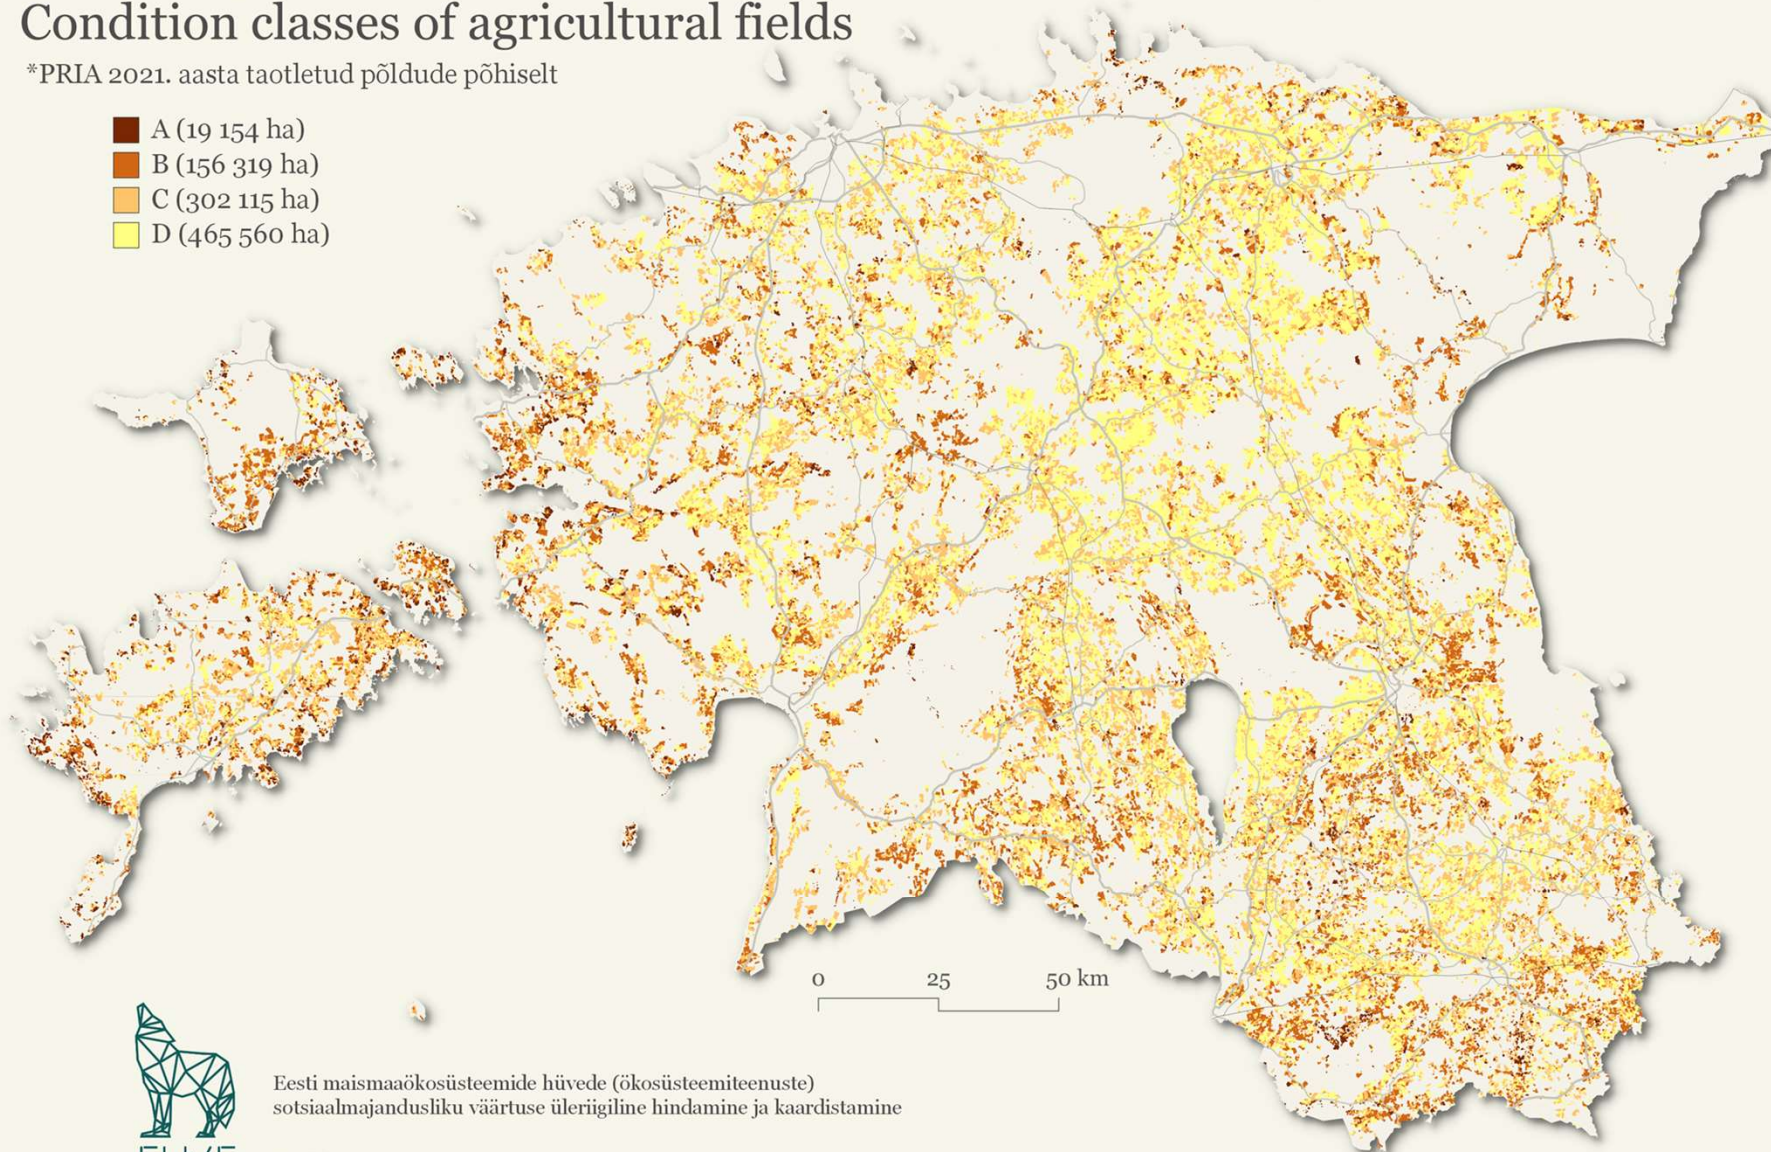 Condition classes of agricultural fields
*PRIA 2021. aasta taotletud põldude põhiselt
A (19 154 ha)
B (156 319 ha)
C (302 115 ha)
D (465 560 ha)
0 25 50 km
Eesti maismaaökosüsteemide hüvede (ökosüsteemiteenuste)
sotsiaalmajandusliku väärtuse üleriigiline hindamine ja kaardistamine